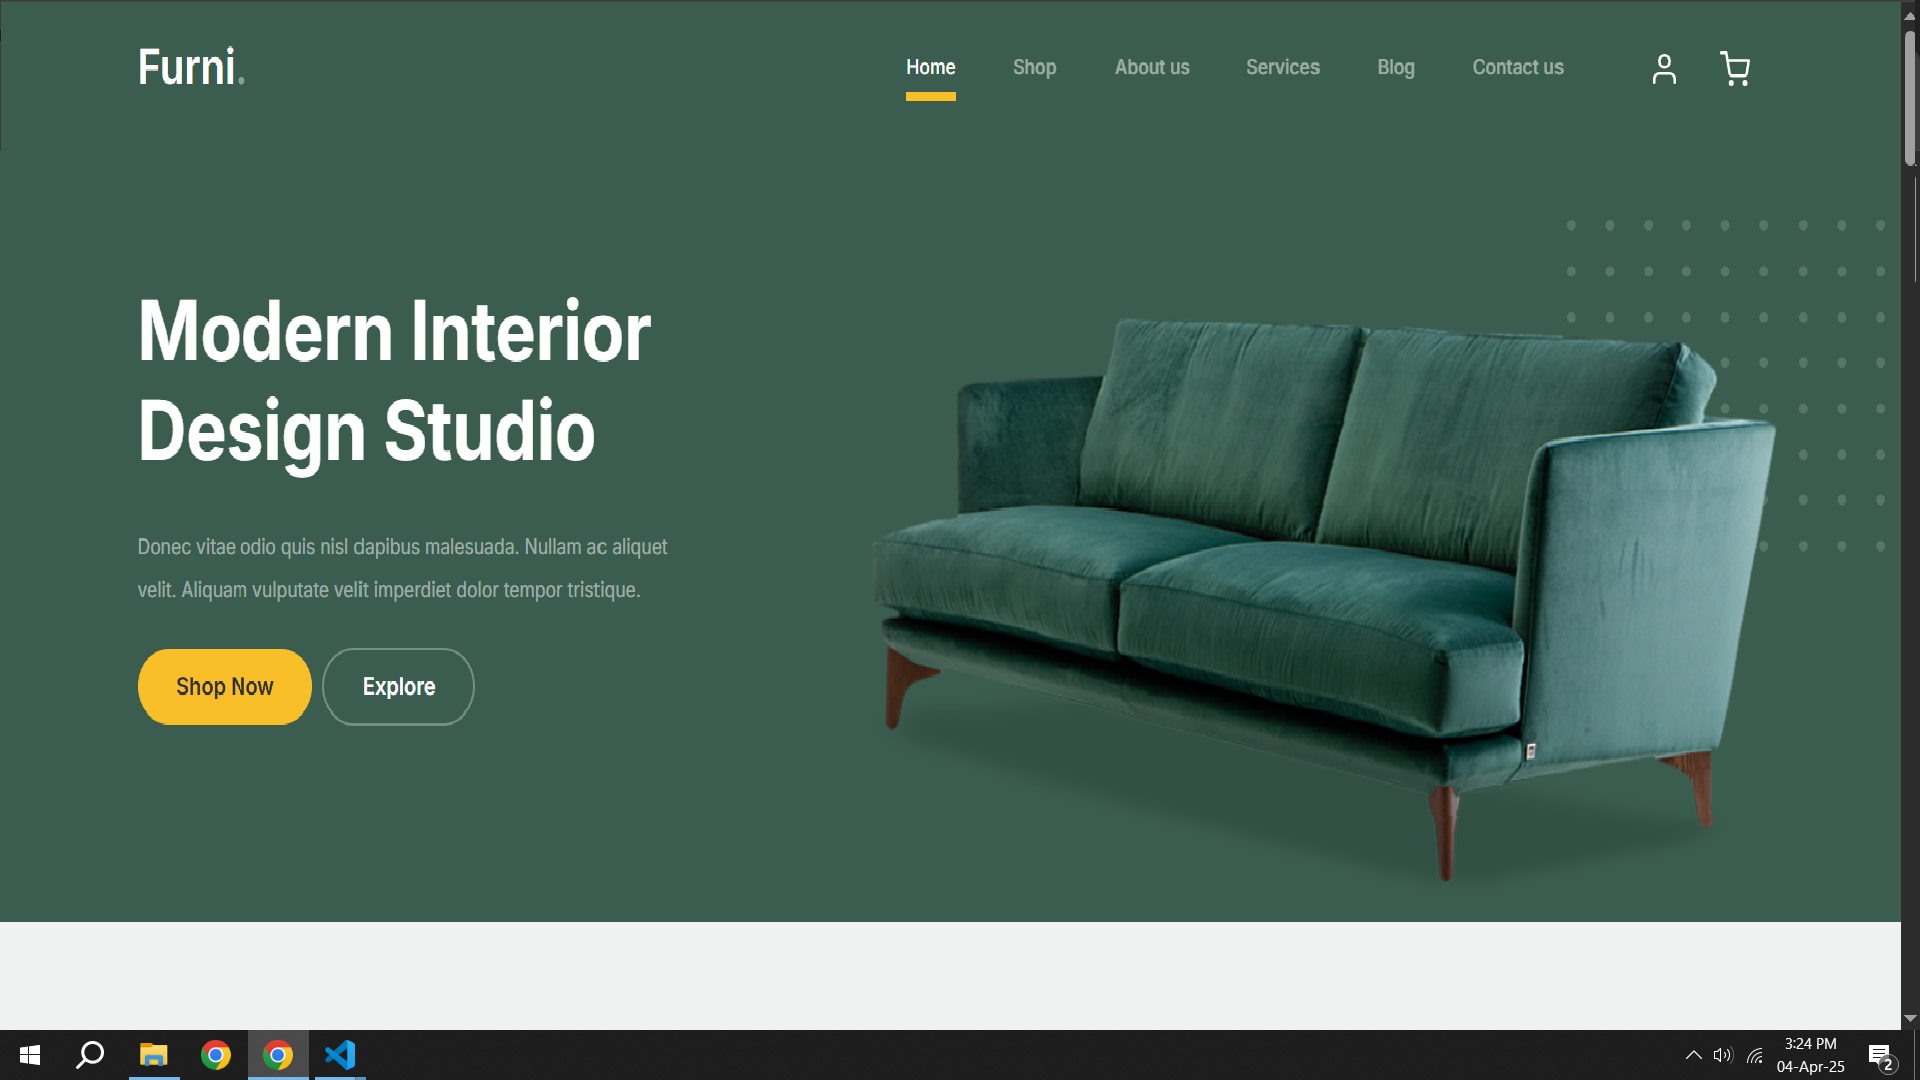 Furni.
Home
Shop
About us
Services
Blog
Contact us
Modern Interior
Design Studio
Donec vitae odio quis nisl dapibus malesuada. Nullam ac aliquet
velit. Aliquam vulputate velit imperdiet dolor tempor tristique.
Shop Now
Explore
3:24 PM
04-Apr-25
2